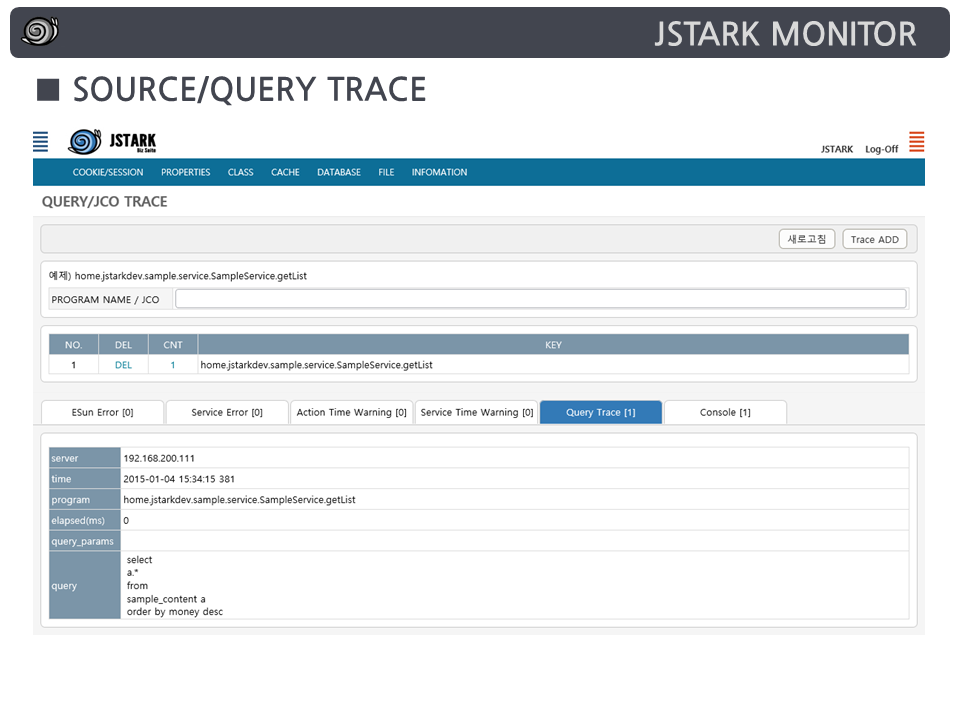 JSTARK MONITOR
■ SOURCE/QUERY TRACE
JSTARK
Biz Suite
JSTARK Log-Off
COOKIE/SESSION PROPERTIES CLASS CACHE DATABASE FILE INFOMATION
QUERY/JCO TRACE
새로고침 Trace ADD
예제) home.jstarkdev.sample.service.SampleService.getList
PROGRAM NAME / JCO
NO. DEL CNT KEY
1 DEL 1 home.jstarkdev.sample.service.SampleService.getList
ESun Error [0] Service Error [0] Action Time Warning [0] Service Time Warning [0] Query Trace [1] Console [1]
server 192.168.200.111
time 2015-01-04 15:34:15 381
program home.jstarkdev.sample.service.SampleService.getList
elapsed(ms) 0
query_params
query
select
a.*
from
sample_content a
order by money desc